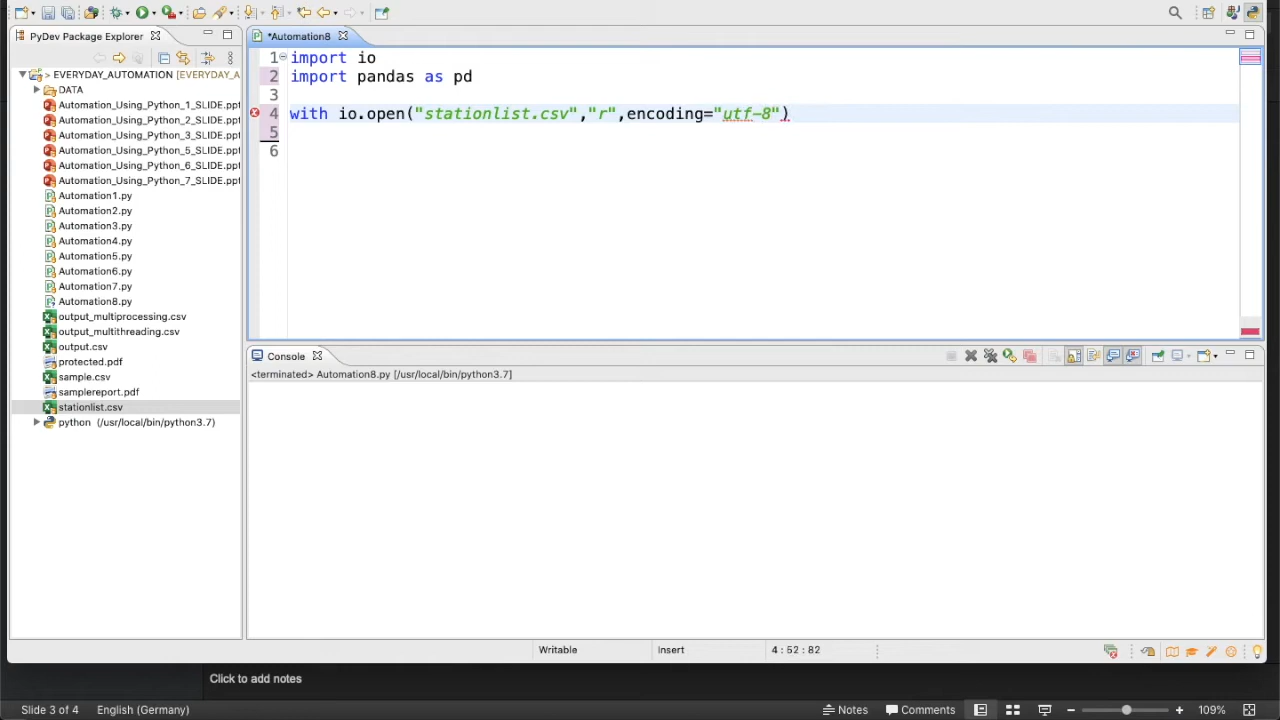 PyDev Package Explorer
> EVERYDAY_AUTOMATION [EVERYDAY_A
DATA
Automation_Using_Python_1_SLIDE.ppt
Automation_Using_Python_2_SLIDE.ppt
Automation_Using_Python_3_SLIDE.ppt
Automation_Using_Python_5_SLIDE.ppt
Automation_Using_Python_6_SLIDE.ppt
Automation_Using_Python_7_SLIDE.ppt
Automation1.py
Automation2.py
Automation3.py
Automation4.py
Automation5.py
Automation6.py
Automation7.py
Automation8.py
output_multiprocessing.csv
output_multithreading.csv
output.csv
protected.pdf
sample.csv
samplereport.pdf
stationlist.csv
python (/usr/local/bin/python3.7)
*Automation8
1 import io
2 import pandas as pd
3
4 with io.open("stationlist.csv","r",encoding="utf-8")
5
6
Console
<terminated> Automation8.py [/usr/local/bin/python3.7]
Writable Insert 4 : 52 : 82
Click to add notes
Slide 3 of 4 English (Germany) Notes Comments 109%